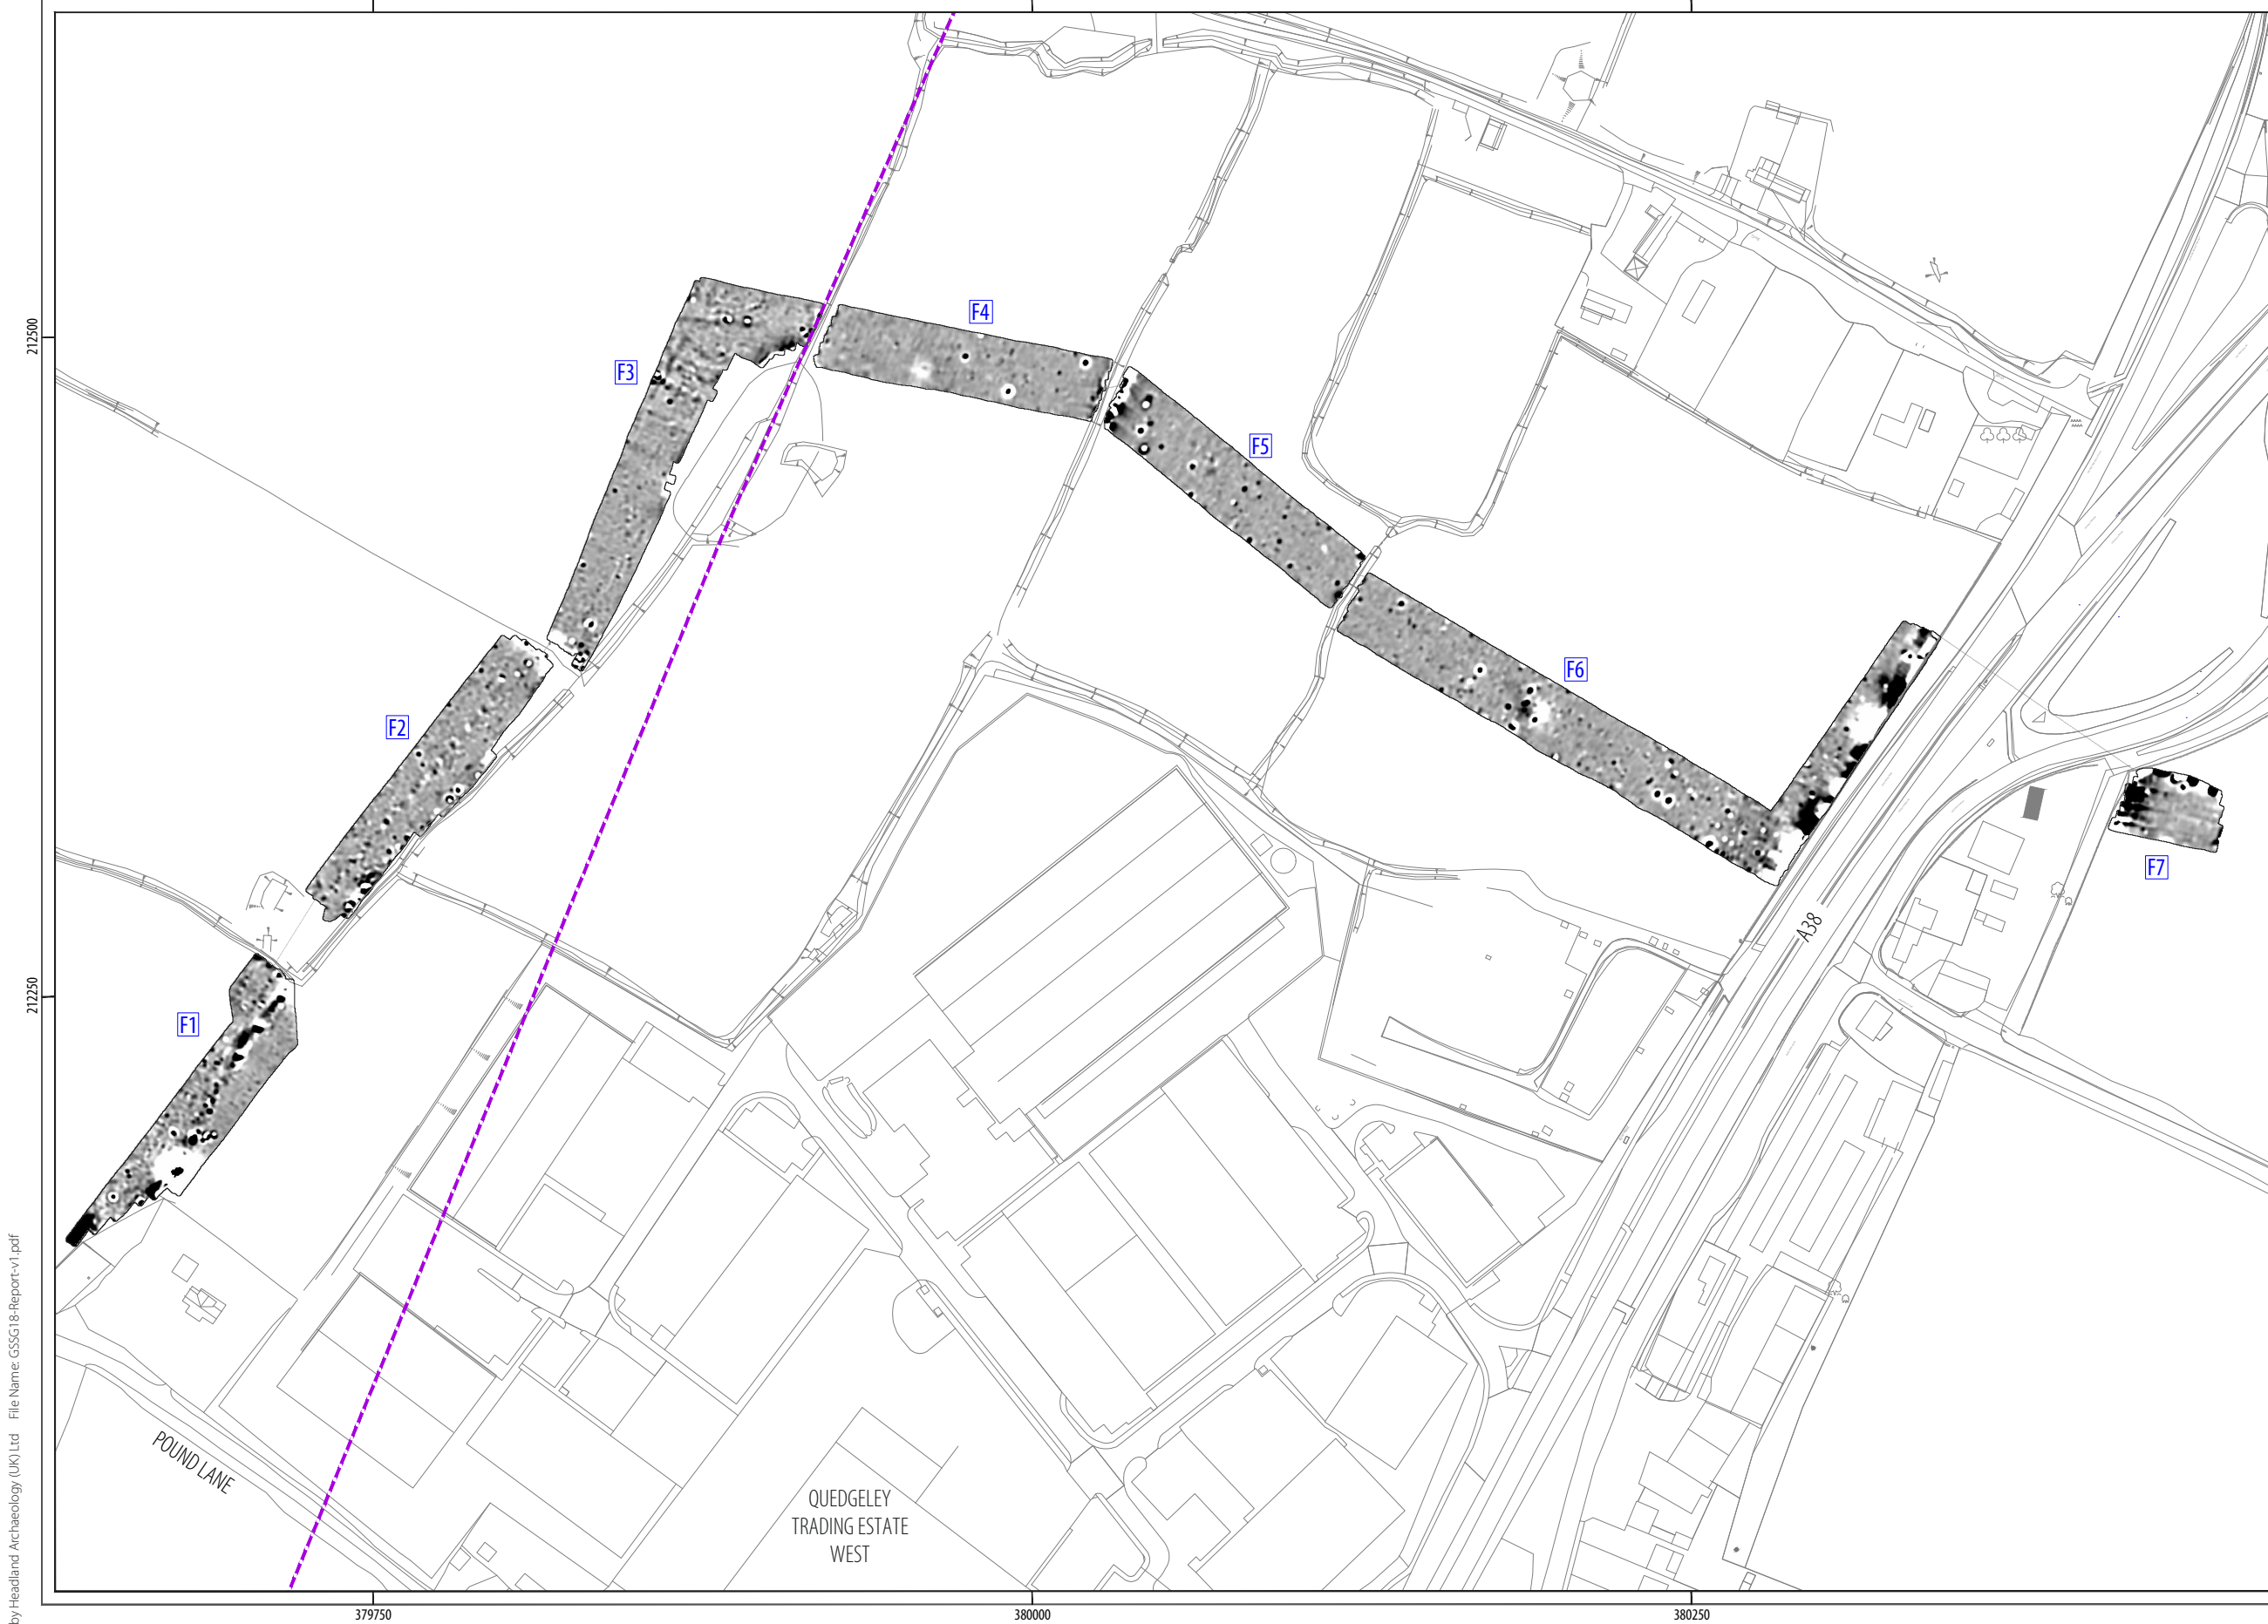 F4
212500
F3
F5
F6
F2
F7
A38
212250
F1
POUND LANE
QUEDGELEY
TRADING ESTATE
WEST
by Headland Archaeology (UK) Ltd File Name: GSSG18-Report-v1.pdf
379750
380000
380250